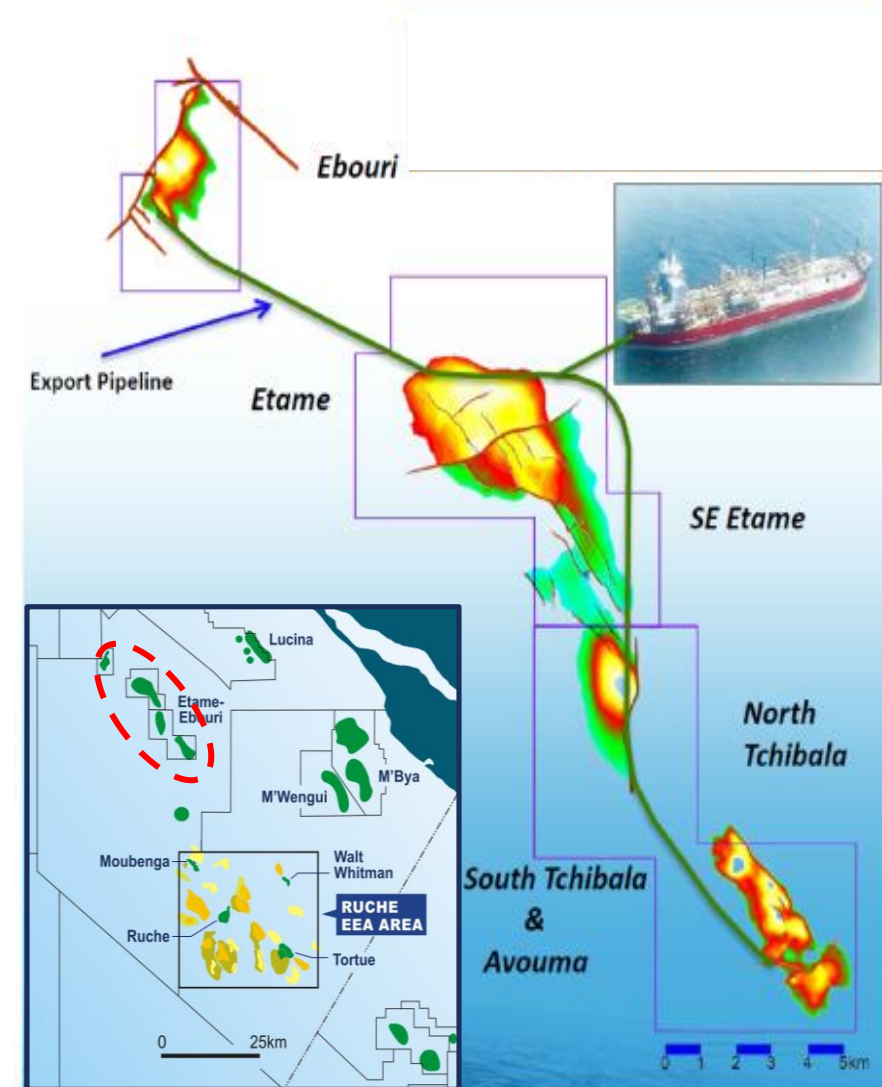 Ebouri
Export Pipeline
Etame
SE Etame
North
Tchibala
South Tchibala
&
Avouma
0 1 2 3 4 5km
Lucina
Etame-
Ebouri
M'Bya
M'Wengui
Moubenga
Walt
Whitman
RUCHE
EEA AREA
Ruche
Tortue
0 25km